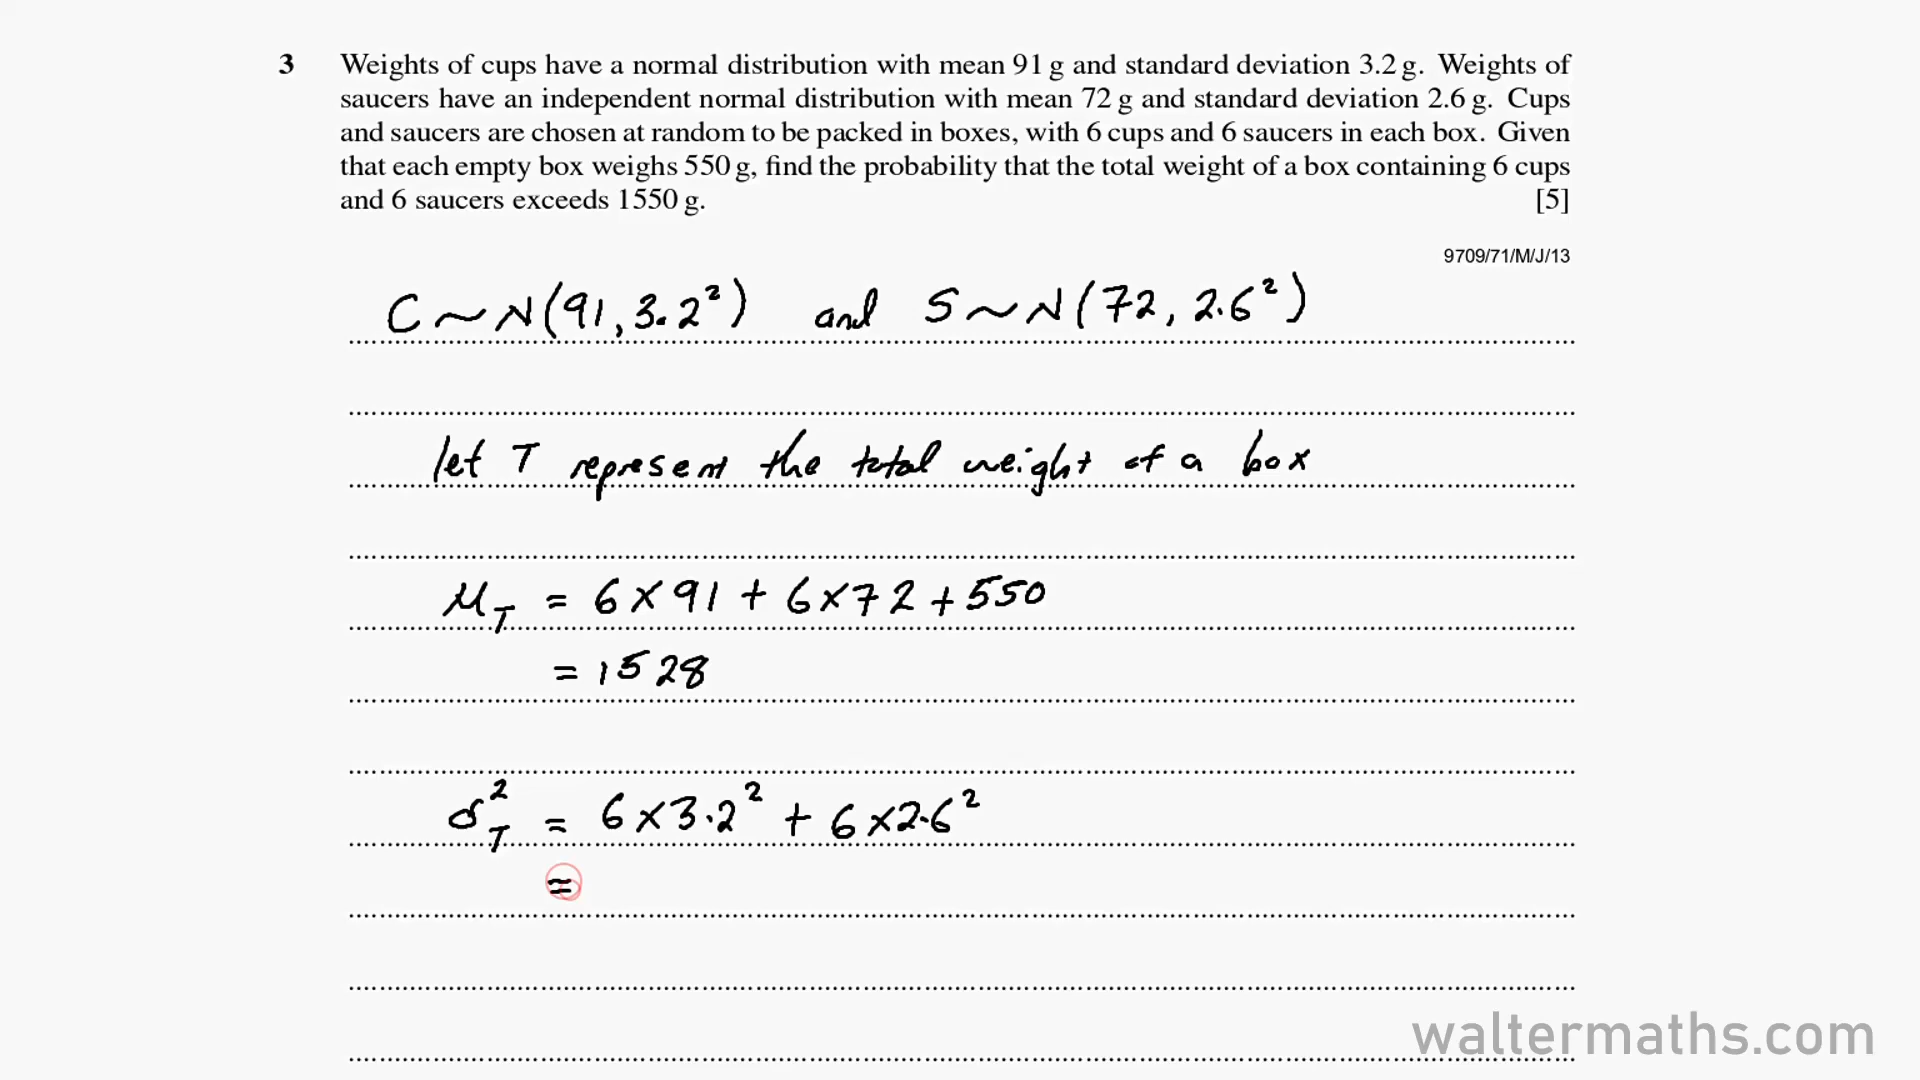 3 Weights of cups have a normal distribution with mean 91 g and standard deviation 3.2 g. Weights of
saucers have an independent normal distribution with mean 72 g and standard deviation 2.6 g. Cups
and saucers are chosen at random to be packed in boxes, with 6 cups and 6 saucers in each box. Given
that each empty box weighs 550 g, find the probability that the total weight of a box containing 6 cups
and 6 saucers exceeds 1550 g. [5]
9709/71/M/J/13
C ~ N(91, 3.2²) and S ~ N(72, 2.6²)
let T represent the total weight of a box
μ_T = 6 × 91 + 6 × 72 + 550
= 1528
σ_T² = 6 × 3.2² + 6 × 2.6²
=
waltermaths.com